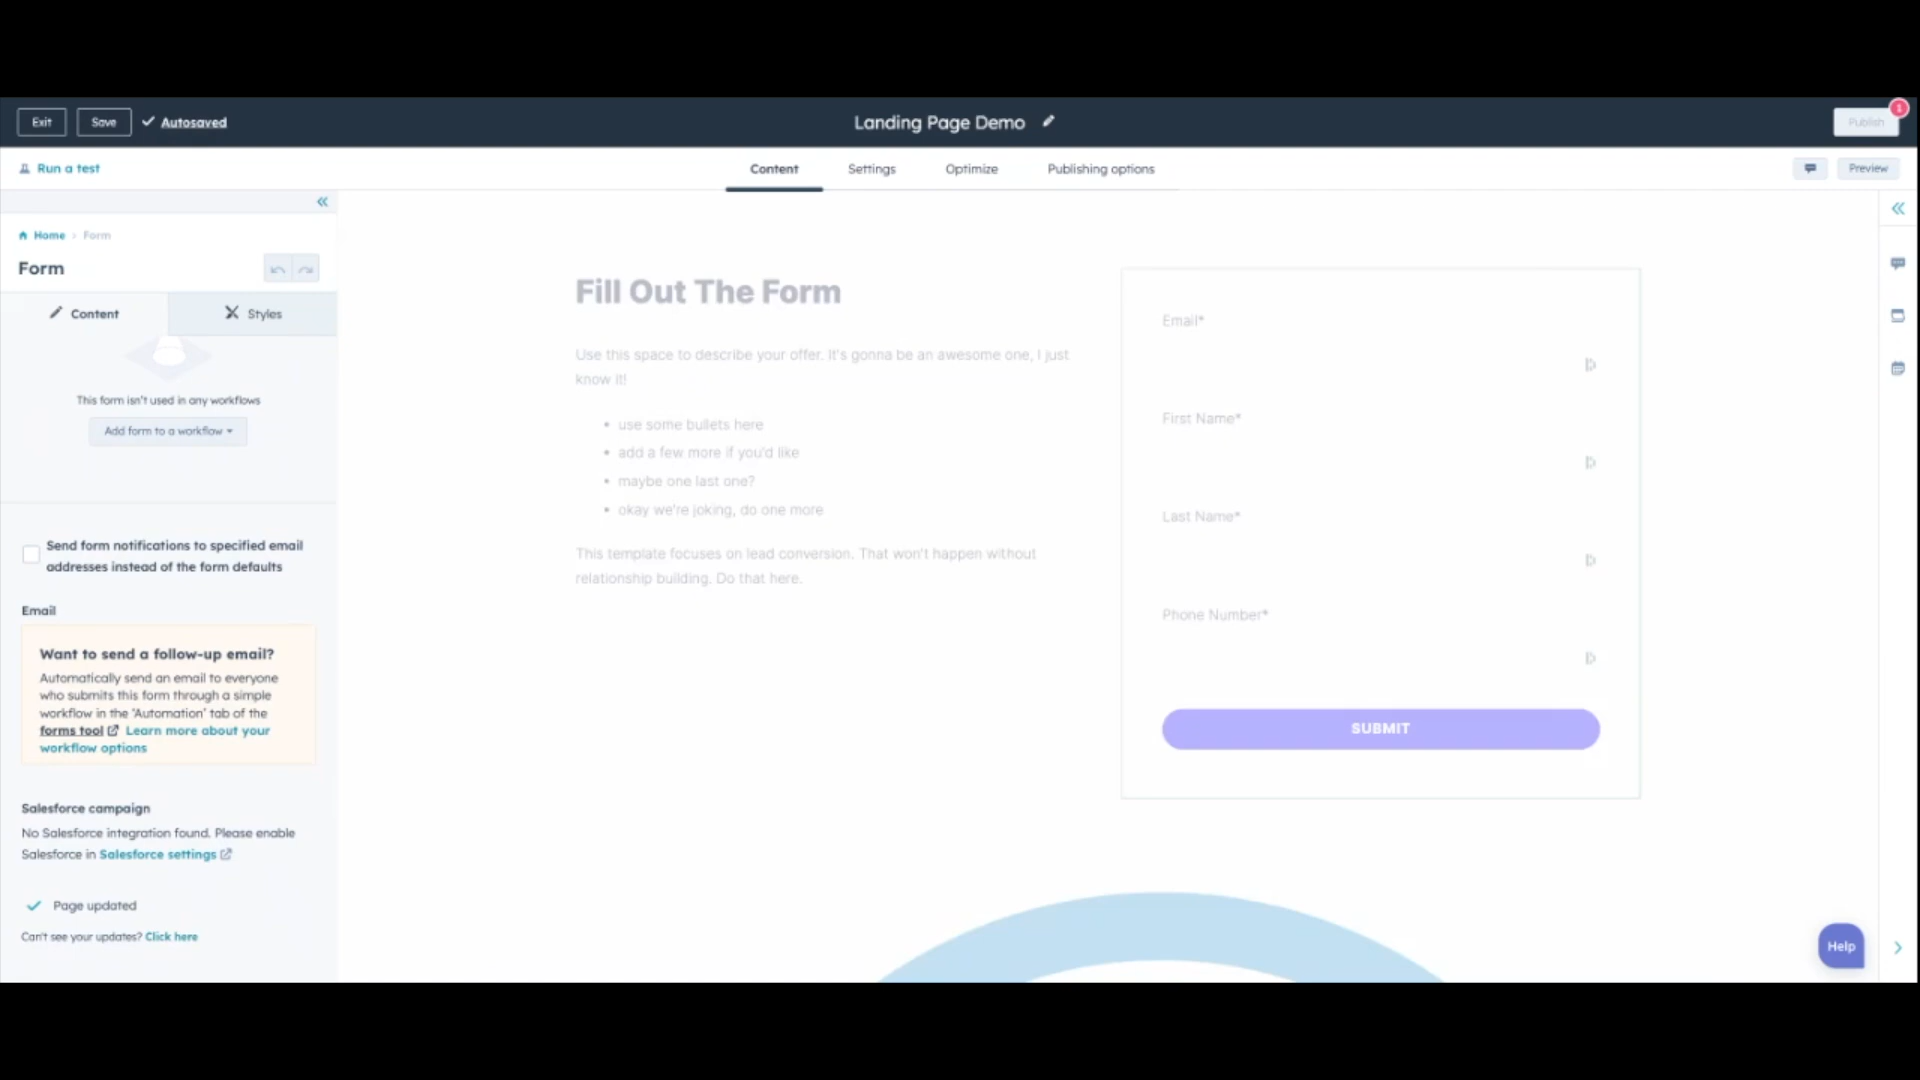 Exit
Save
Autosaved
Landing Page Demo
Publish
1
Run a test
Content
Settings
Optimize
Publishing options
Preview
Home > Form
Form
Content
Styles
This form isn't used in any workflows
Add form to a workflow
Send form notifications to specified email
addresses instead of the form defaults
Email
Want to send a follow-up email?
Automatically send an email to everyone
who submits this form through a simple
workflow in the 'Automation' tab of the
forms tool Learn more about your
workflow options
Salesforce campaign
No Salesforce integration found. Please enable
Salesforce in Salesforce settings
Page updated
Can't see your updates? Click here
Fill Out The Form
Use this space to describe your offer. It's gonna be an awesome one, I just
know it!
• use some bullets here
• add a few more if you'd like
• maybe one last one?
• okay we're joking, do one more
This template focuses on lead conversion. That won't happen without
relationship building. Do that here.
Email*
First Name*
Last Name*
Phone Number*
SUBMIT
Help